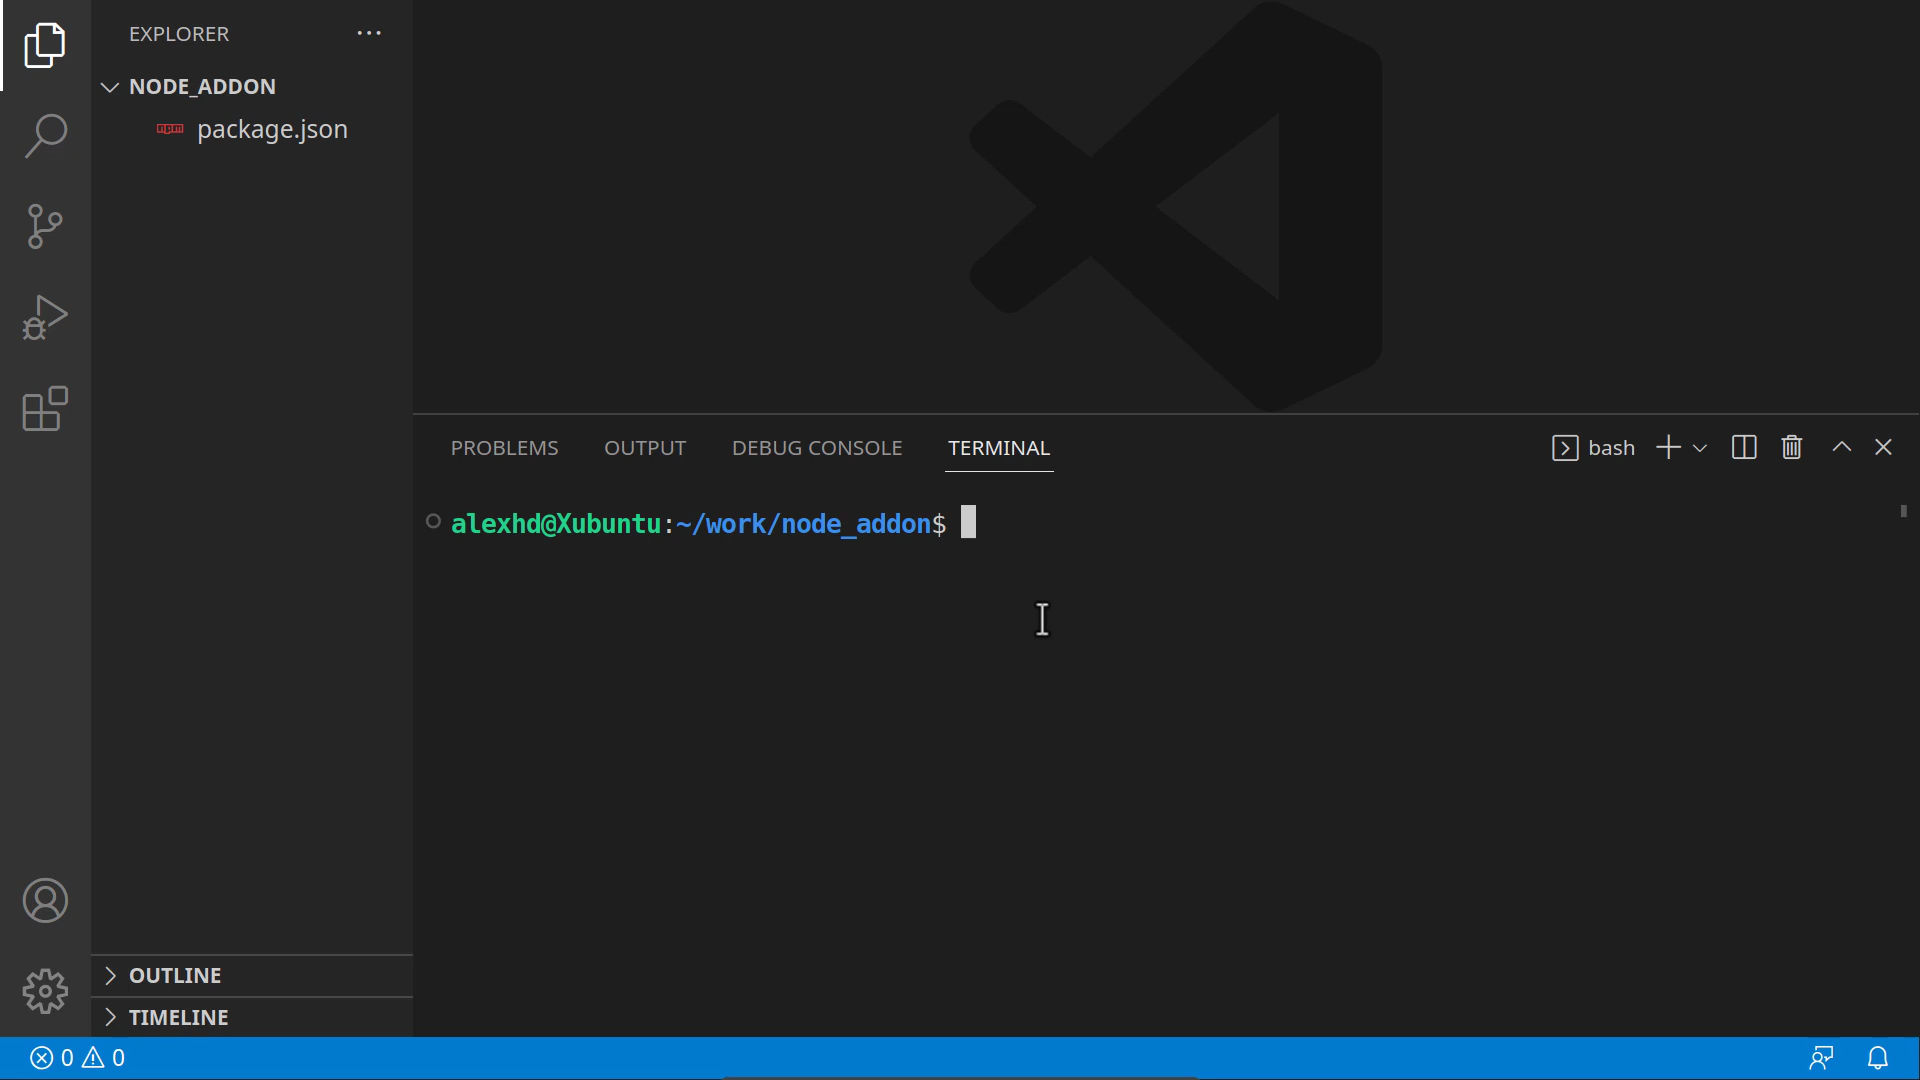 EXPLORER
NODE_ADDON
package.json
PROBLEMS OUTPUT DEBUG CONSOLE TERMINAL bash
alexhd@Xubuntu:~/work/node_addon$
OUTLINE
TIMELINE
0 0